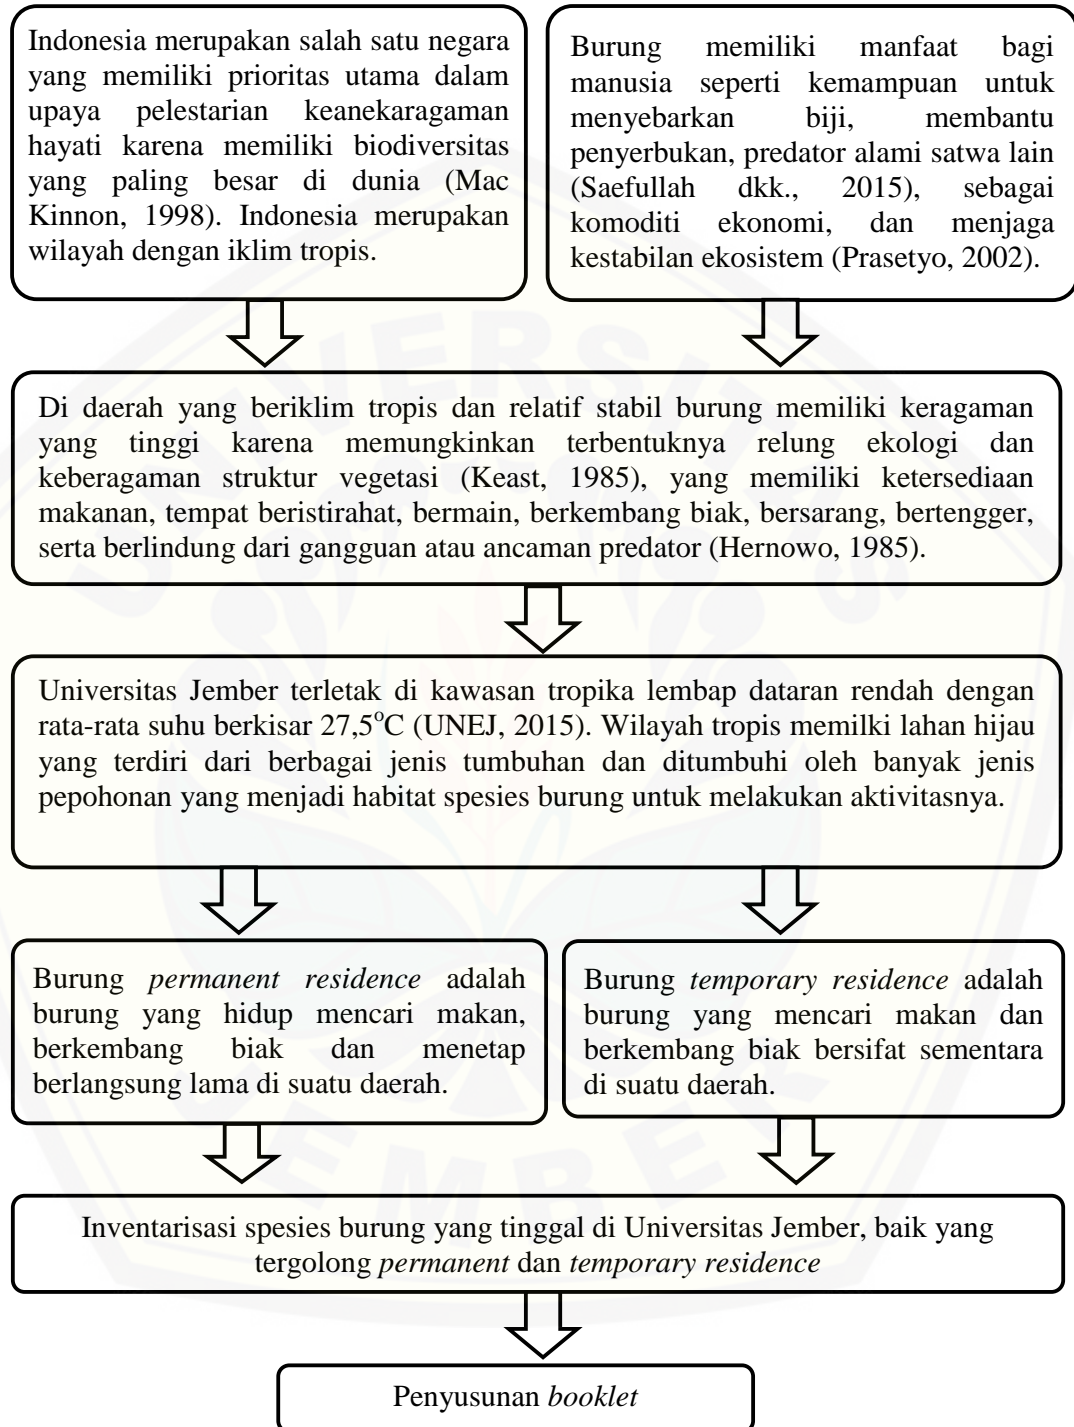 Indonesia merupakan salah satu negara
yang memiliki prioritas utama dalam
upaya pelestarian keanekaragaman
hayati karena memiliki biodiversitas
yang paling besar di dunia (Mac
Kinnon, 1998). Indonesia merupakan
wilayah dengan iklim tropis.
Burung memiliki manfaat bagi
manusia seperti kemampuan untuk
menyebarkan biji, membantu
penyerbukan, predator alami satwa lain
(Saefullah dkk., 2015), sebagai
komoditi ekonomi, dan menjaga
kestabilan ekosistem (Prasetyo, 2002).
Di daerah yang beriklim tropis dan relatif stabil burung memiliki keragaman
yang tinggi karena memungkinkan terbentuknya relung ekologi dan
keberagaman struktur vegetasi (Keast, 1985), yang memiliki ketersediaan
makanan, tempat beristirahat, bermain, berkembang biak, bersarang, bertengger,
serta berlindung dari gangguan atau ancaman predator (Hernowo, 1985).
Universitas Jember terletak di kawasan tropika lembap dataran rendah dengan
rata-rata suhu berkisar 27,5°C (UNEJ, 2015). Wilayah tropis memilki lahan hijau
yang terdiri dari berbagai jenis tumbuhan dan ditumbuhi oleh banyak jenis
pepohonan yang menjadi habitat spesies burung untuk melakukan aktivitasnya.
Burung permanent residence adalah
burung yang hidup mencari makan,
berkembang biak dan menetap
berlangsung lama di suatu daerah.
Burung temporary residence adalah
burung yang mencari makan dan
berkembang biak bersifat sementara
di suatu daerah.
Inventarisasi spesies burung yang tinggal di Universitas Jember, baik yang
tergolong permanent dan temporary residence
Penyusunan booklet
UNIVERSITAS
JEMBER